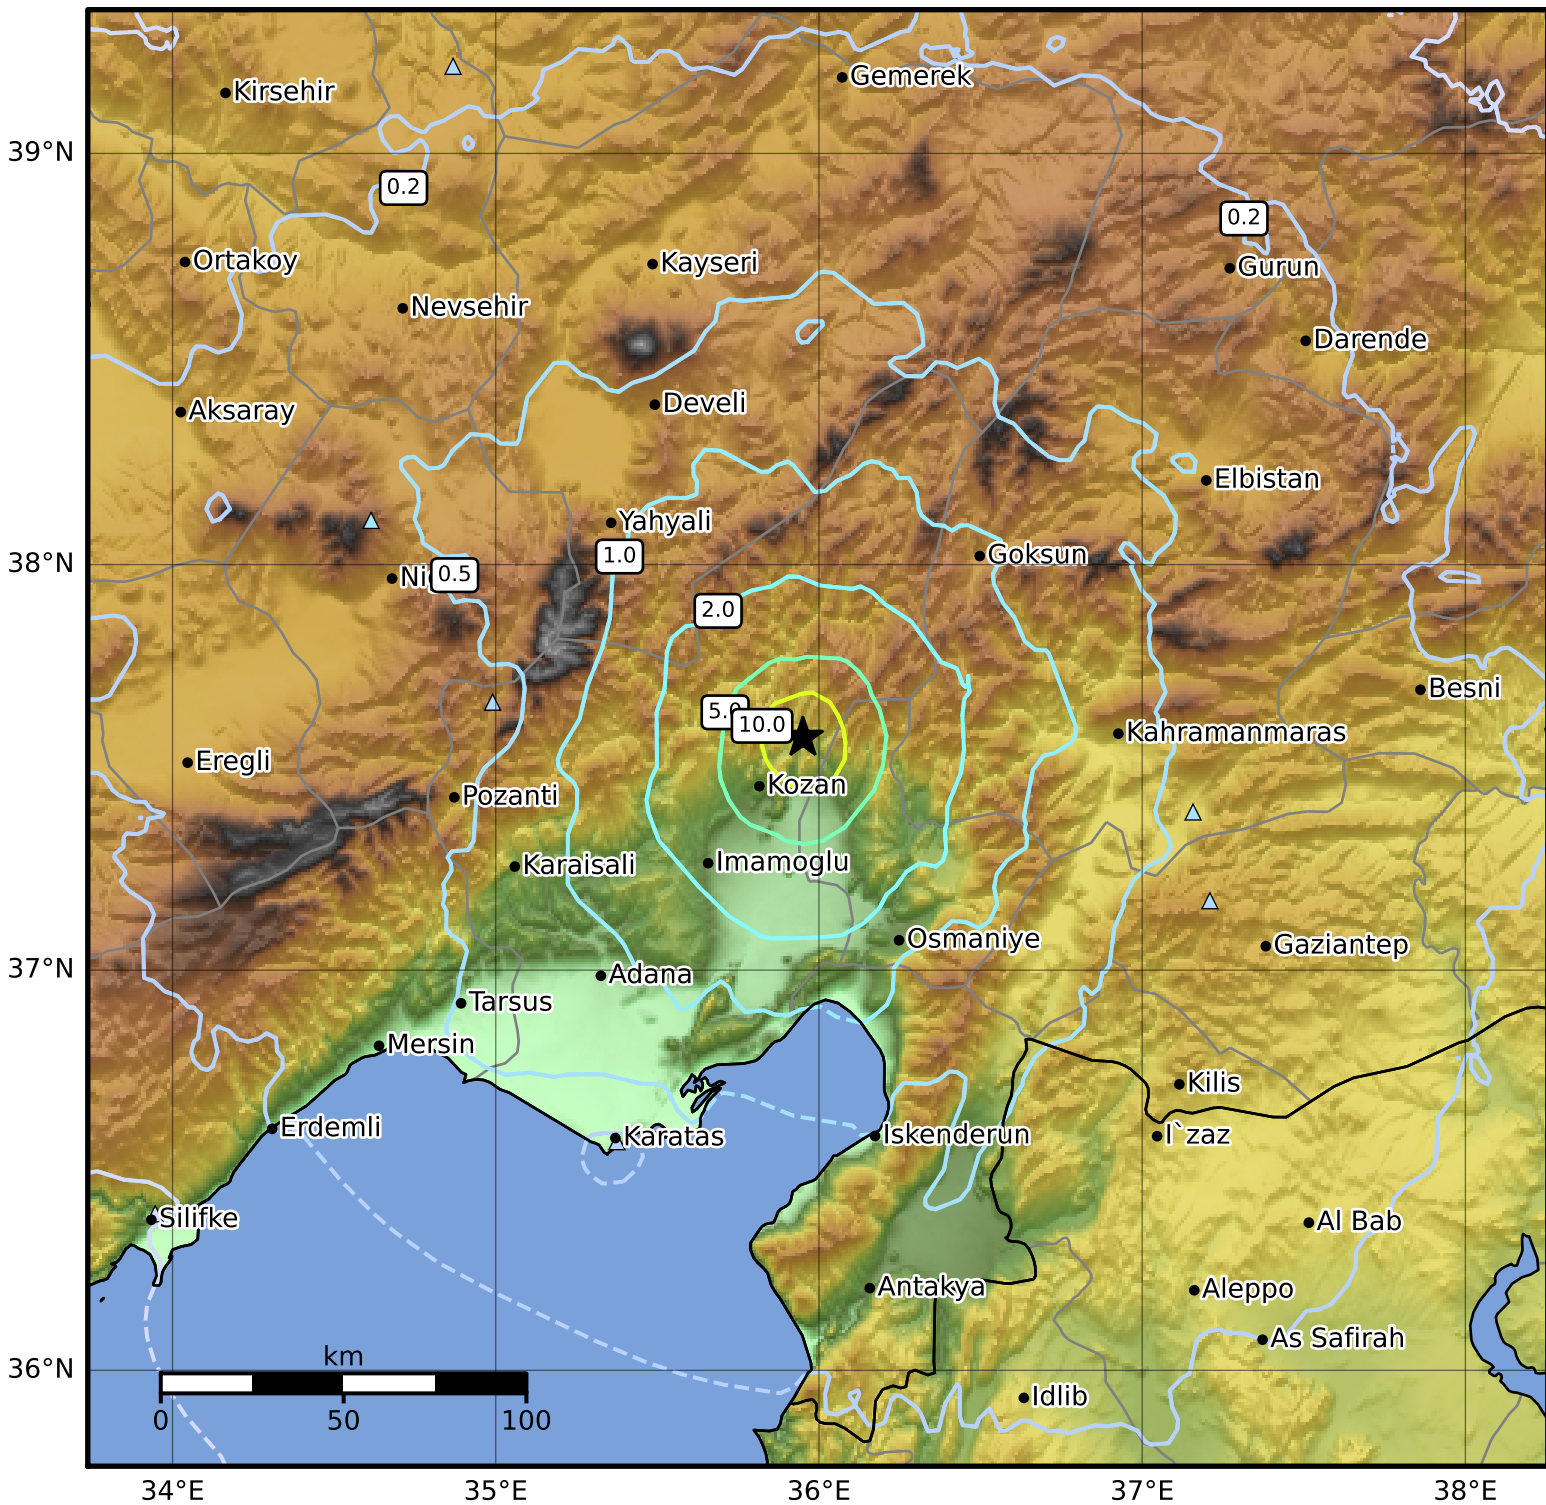 Kirsehir
Gemerek
39°N
0.2
0.2
Ortakoy
Kayseri
Gurun
Nevsehir
Darende
Aksaray
Develi
Elbistan
Yahyali
38°N
1.0
Goksun
0.5
2.0
Besni
5.0
10.0
Kahramanmaras
Eregli
Kozan
Pozanti
Karaisali
Imamoglu
Osmaniye
Gaziantep
37°N
Adana
Tarsus
Mersin
Kilis
Erdemli
Karatas
Iskenderun
I`zaz
Silifke
Al Bab
Antakya
Aleppo
As Safirah
36°N
km
Idlib
0 50 100
34°E 35°E 36°E 37°E 38°E